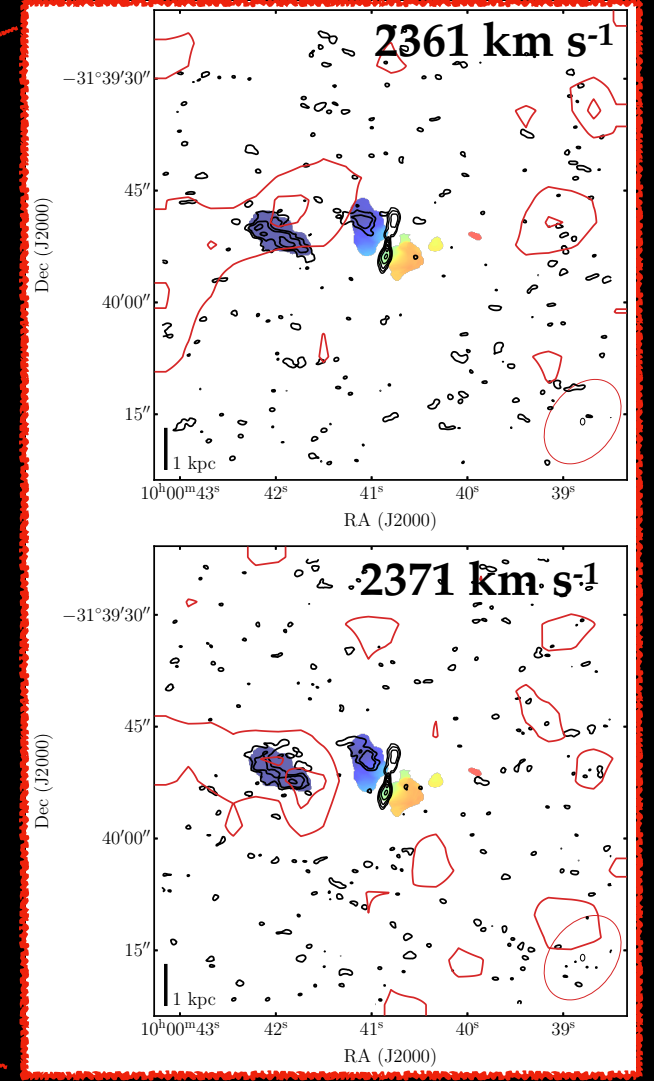 2361 km s-1
−31°39′30″
45″
40′00″
15″
Dec (J2000)
1 kpc
10h00m43s 42s 41s 40s 39s
RA (J2000)
2371 km s-1
−31°39′30″
45″
40′00″
15″
Dec (J2000)
1 kpc
10h00m43s 42s 41s 40s 39s
RA (J2000)